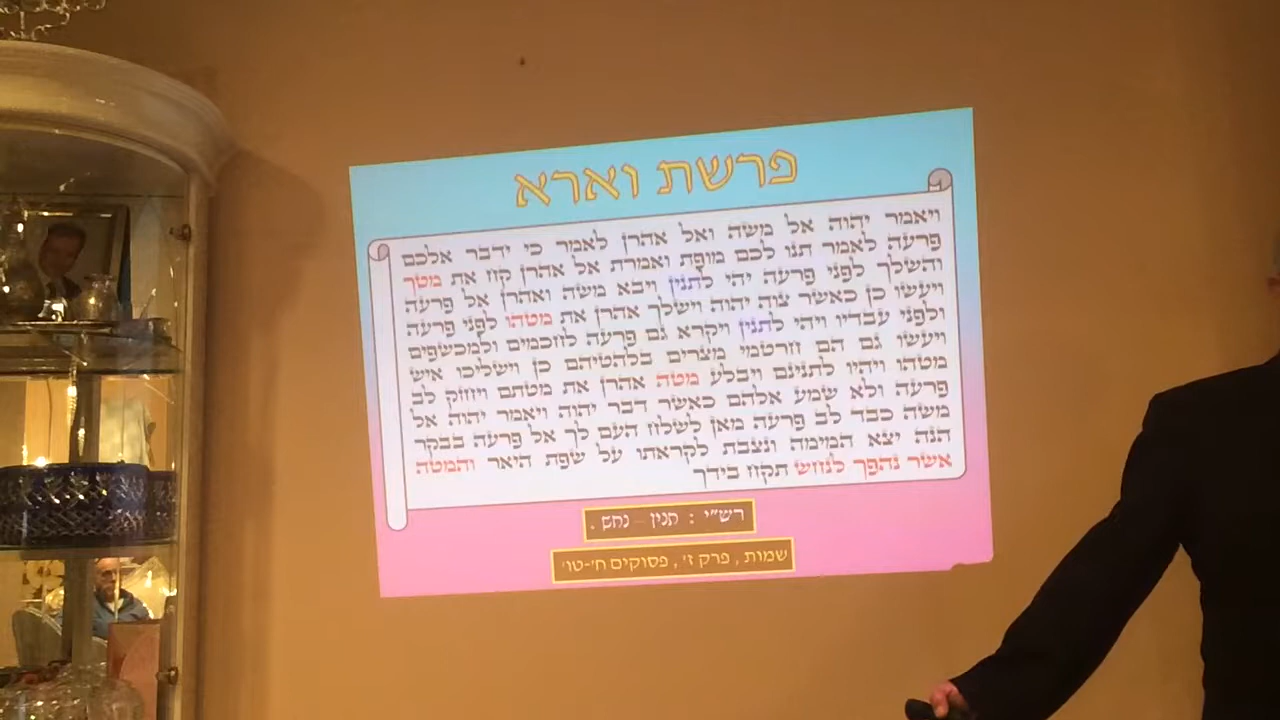 פרשת וארא
ויאמר יהוה אל משה ואל אהרן לאמר כי ידבר אלכם
פרעה לאמר תנו לכם מופת ואמרת אל אהרן קח את מטך
והשלך לפני פרעה יהי לתנין ויבא משה ואהרן אל פרעה
ויעשו כן כאשר צוה יהוה וישלך אהרן את מטהו לפני פרעה
ולפני עבדיו ויהי לתנין ויקרא גם פרעה לחכמים ולמכשפים
ויעשו גם הם חרטמי מצרים בלהטיהם כן וישליכו איש
מטהו ויהיו לתנינם ויבלע מטה אהרן את מטתם ויחזק לב
פרעה ולא שמע אלהם כאשר דבר יהוה ויאמר יהוה אל
משה כבד לב פרעה מאן לשלח העם לך אל פרעה בבקר
הנה יצא המימה ונצבת לקראתו על שפת היאר והמטה
אשר נהפך לנחש תקח בידך
רש״י : תנין – נחש .
שמות , פרק ז׳ , פסוקים ח׳-טו׳